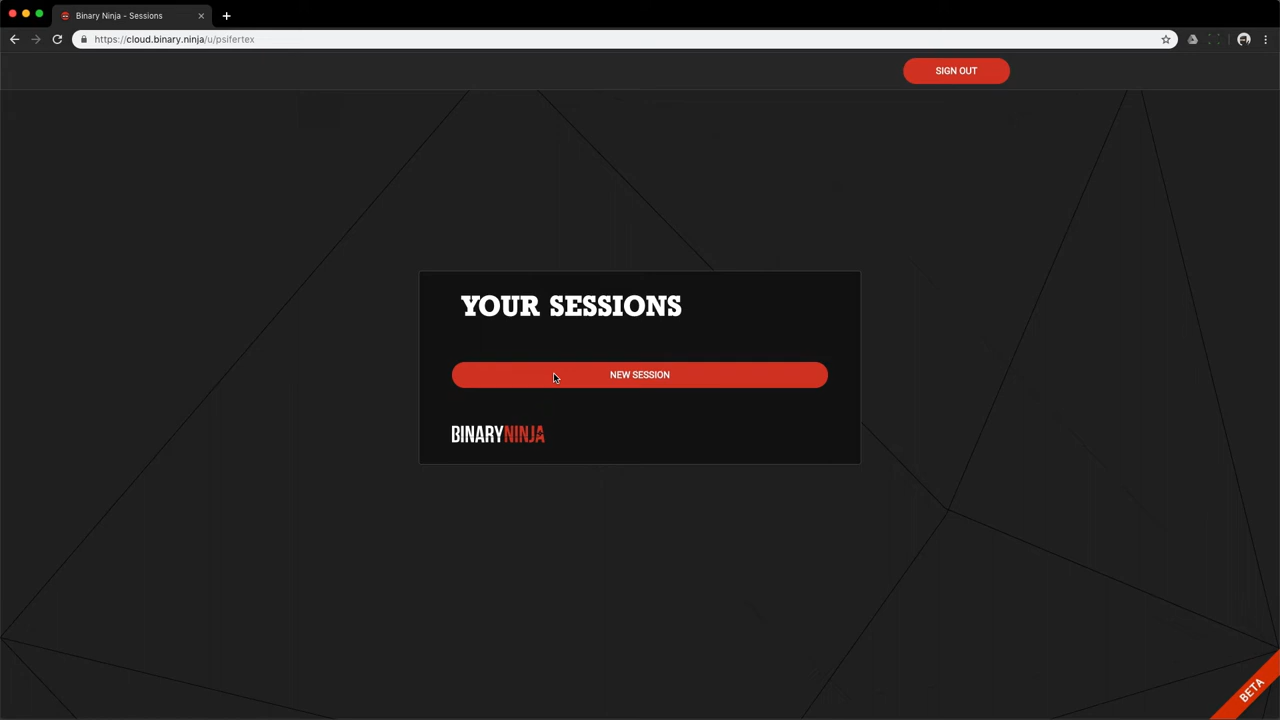 Binary Ninja - Sessions
https://cloud.binary.ninja/u/psifertex
SIGN OUT
YOUR SESSIONS
NEW SESSION
BINARYNINJA
BETA